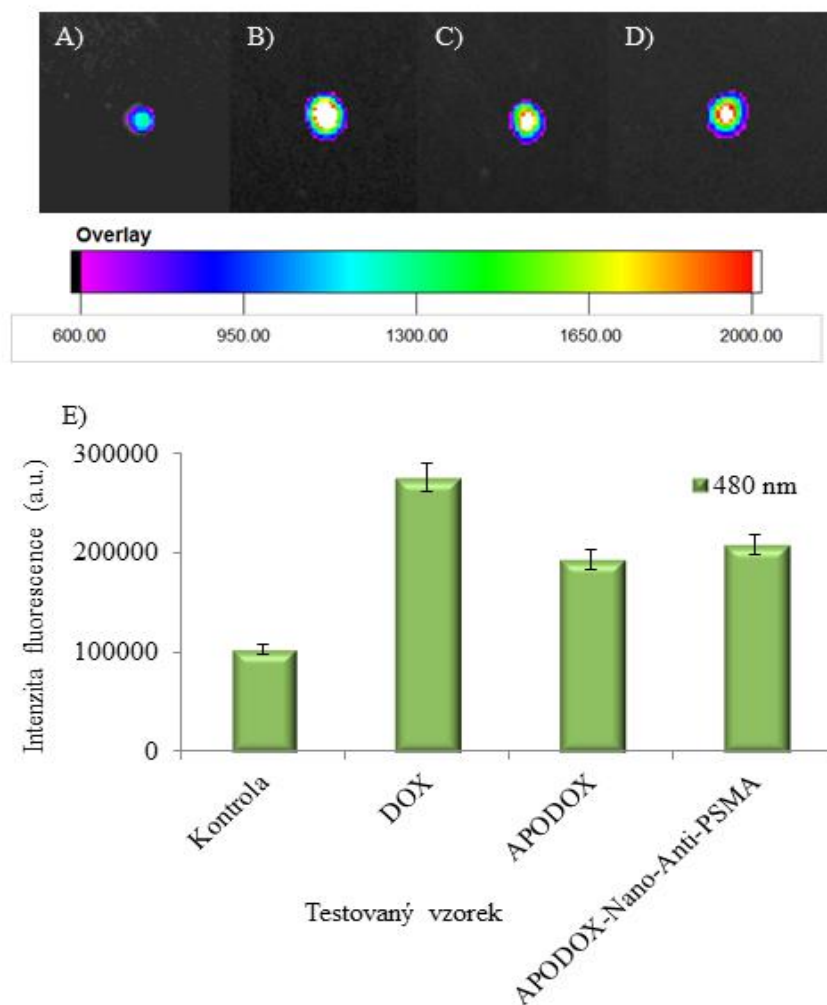 A) B) C) D)
Overlay
600.00 950.00 1300.00 1650.00 2000.00
E)
Intenzita fluorescence (a.u.)
300000
200000
100000
0
480 nm
Kontrola
DOX
APODOX
APODOX-Nano-Anti-PSMA
Testovaný vzorek